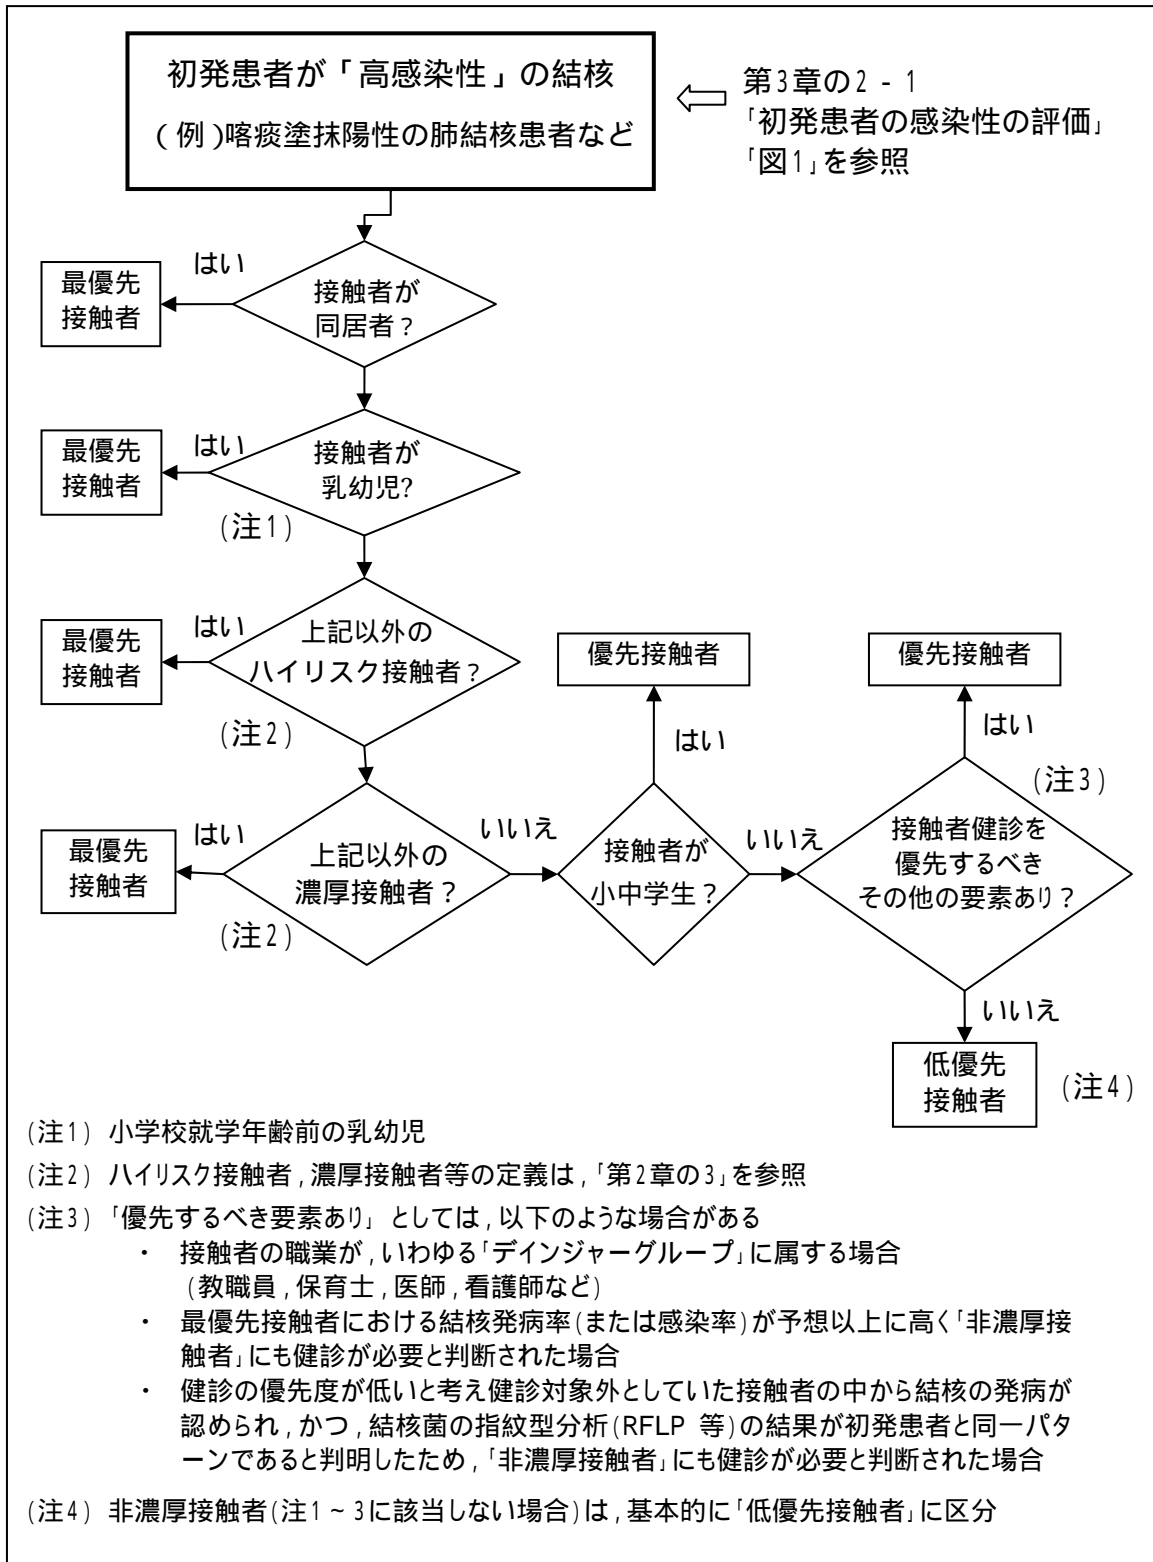 初発患者が「高感染性」の結核
(例)喀痰塗抹陽性の肺結核患者など
第3章の2-1
「初発患者の感染性の評価」
「図1」を参照
はい
最優先
接触者
接触者が
同居者?
はい
最優先
接触者
接触者が
乳幼児?
(注1)
はい
最優先
接触者
上記以外の
ハイリスク接触者?
(注2)
はい
最優先
接触者
上記以外の
濃厚接触者?
(注2)
いいえ
優先接触者
はい
接触者が
小中学生?
いいえ
優先接触者
はい
(注3)
接触者健診を
優先するべき
その他の要素あり?
いいえ
低優先
接触者
(注4)
(注1) 小学校就学年齢前の乳幼児
(注2) ハイリスク接触者,濃厚接触者等の定義は,「第2章の3」を参照
(注3) 「優先するべき要素あり」としては,以下のような場合がある
・ 接触者の職業が,いわゆる「デインジャーグループ」に属する場合
(教職員,保育士,医師,看護師など)
・ 最優先接触者における結核発病率(または感染率)が予想以上に高く「非濃厚接
触者」にも健診が必要と判断された場合
・ 健診の優先度が低いと考え健診対象外としていた接触者の中から結核の発病が
認められ,かつ,結核菌の指紋型分析(RFLP 等)の結果が初発患者と同一パタ
ーンであると判明したため,「非濃厚接触者」にも健診が必要と判断された場合
(注4) 非濃厚接触者(注1~3に該当しない場合)は,基本的に「低優先接触者」に区分